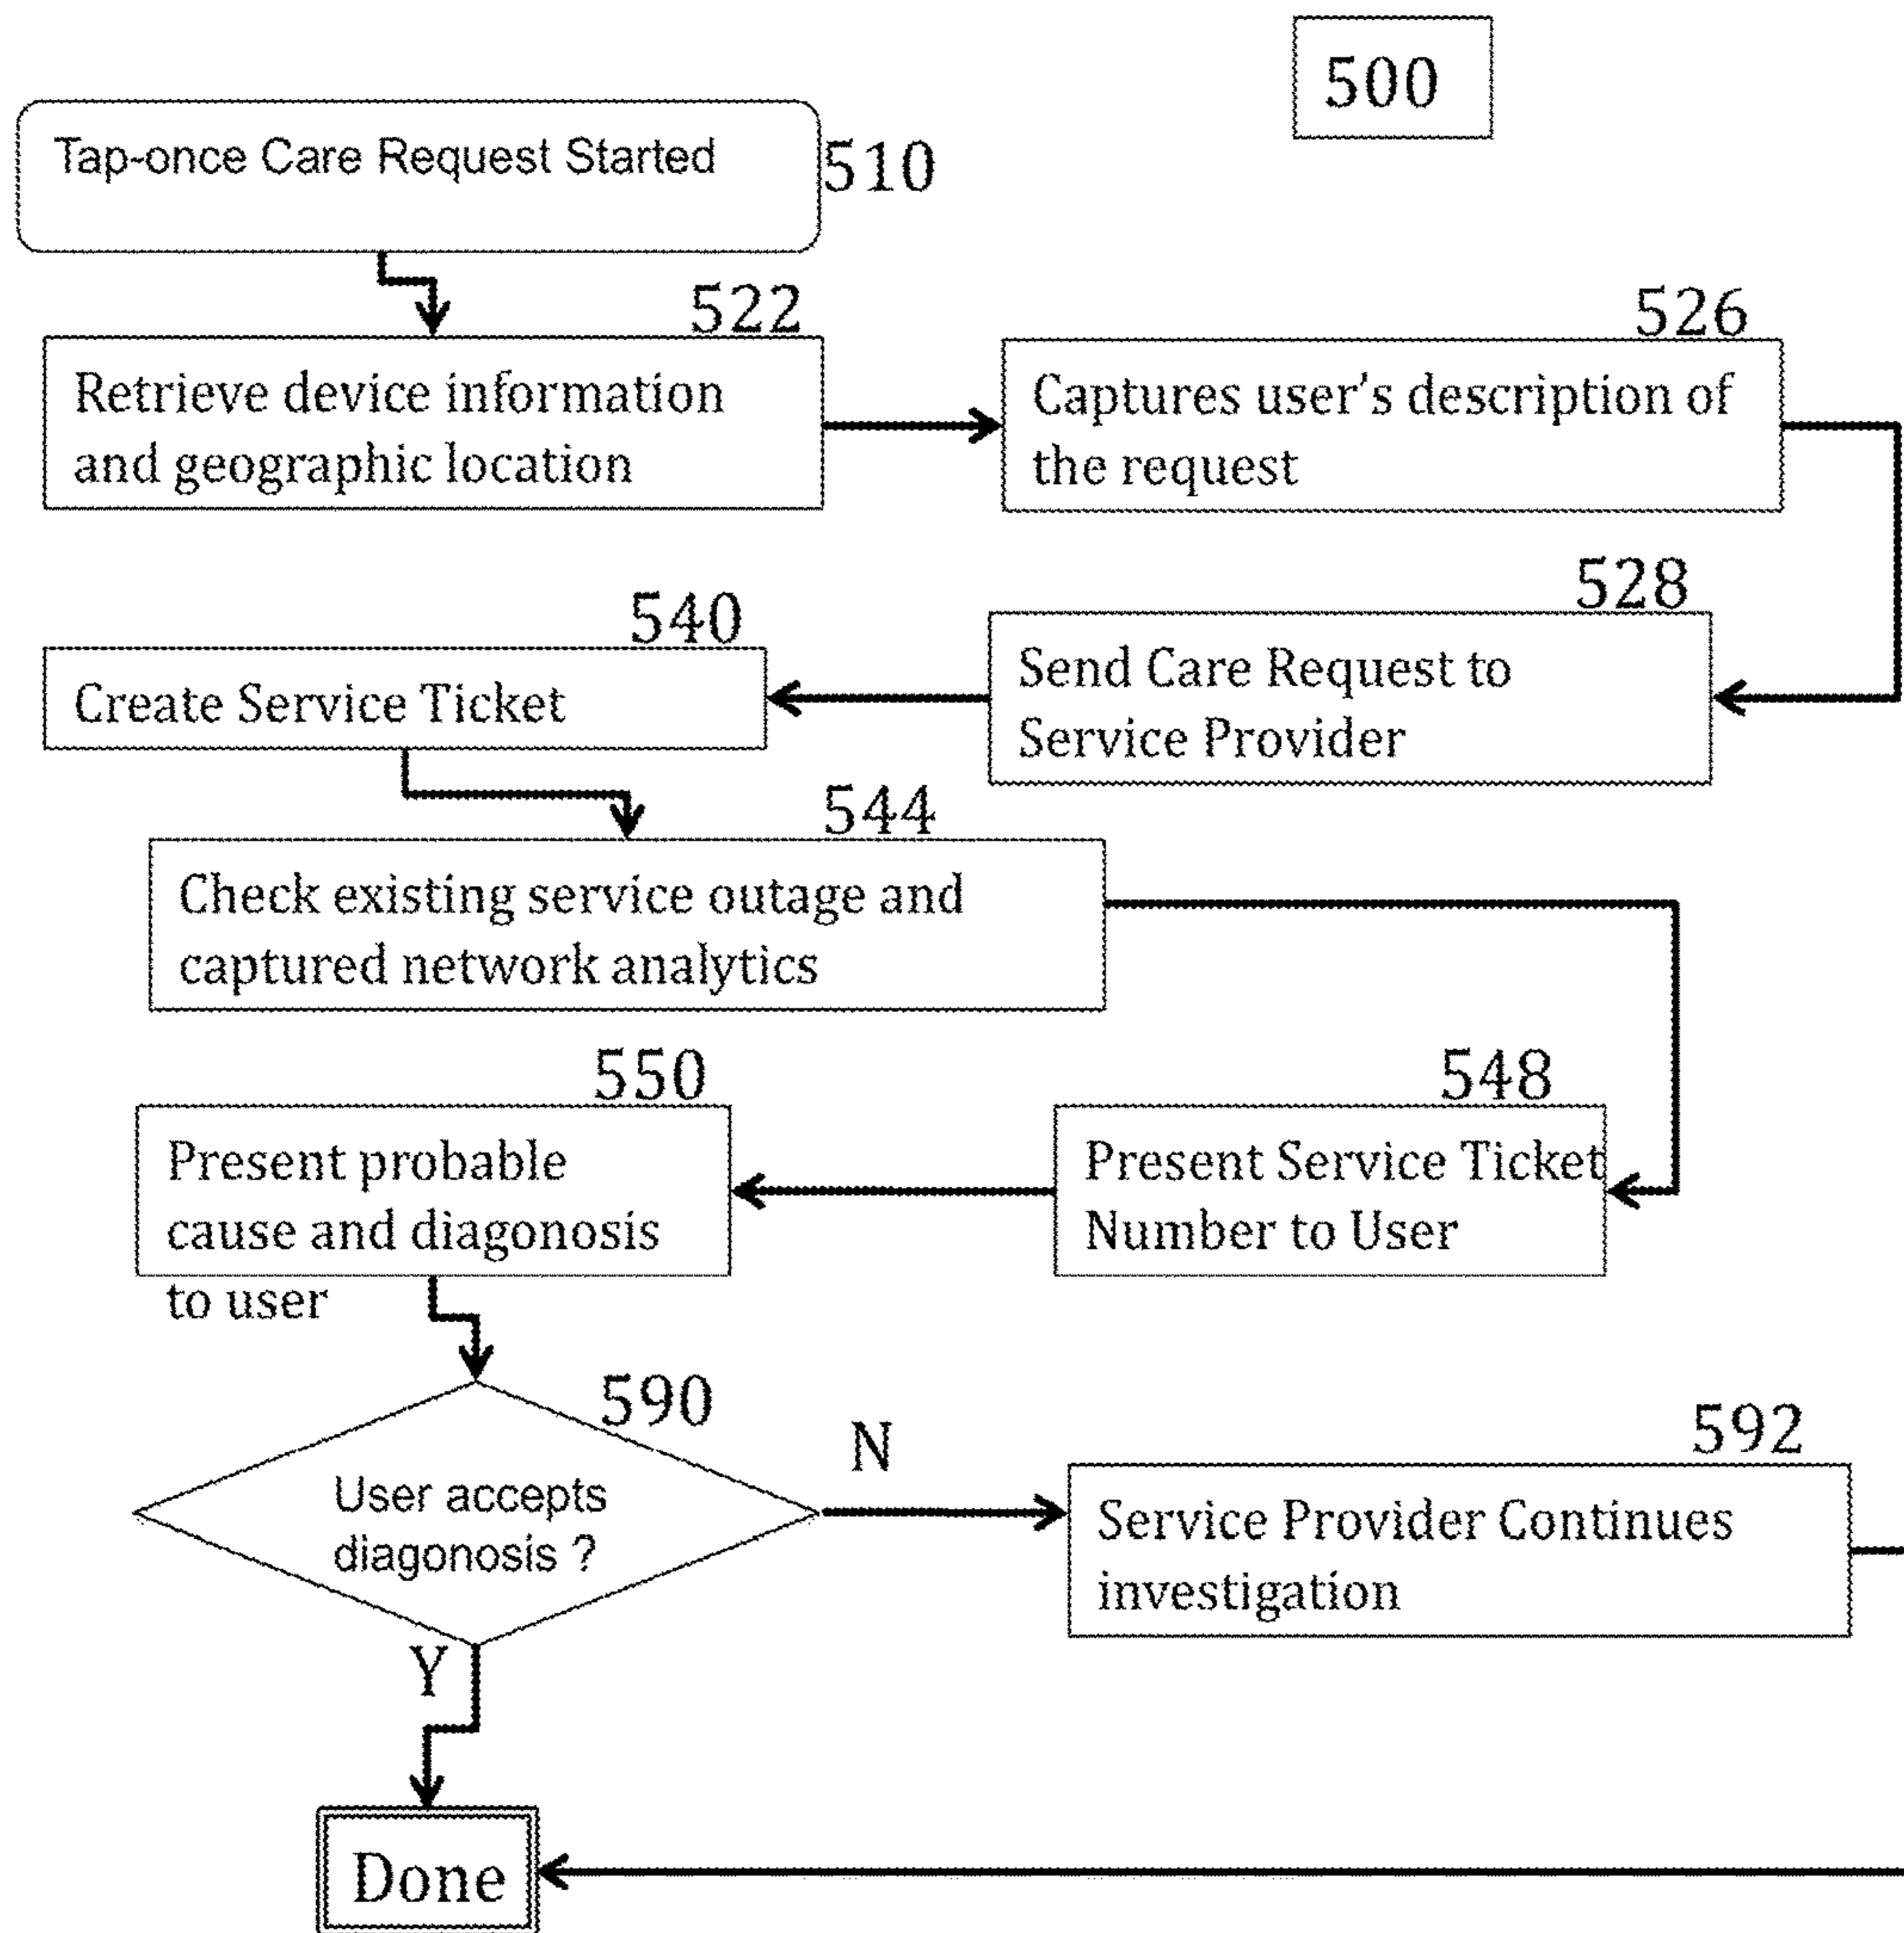 500
Tap-once Care Request Started
510
522
Retrieve device information
and geographic location
526
Captures user's description of
the request
528
Send Care Request to
Service Provider
540
Create Service Ticket
544
Check existing service outage and
captured network analytics
548
Present Service Ticket
Number to User
550
Present probable
cause and diagonosis
to user
590
User accepts
diagonosis ?
N
592
Service Provider Continues
investigation
Y
Done